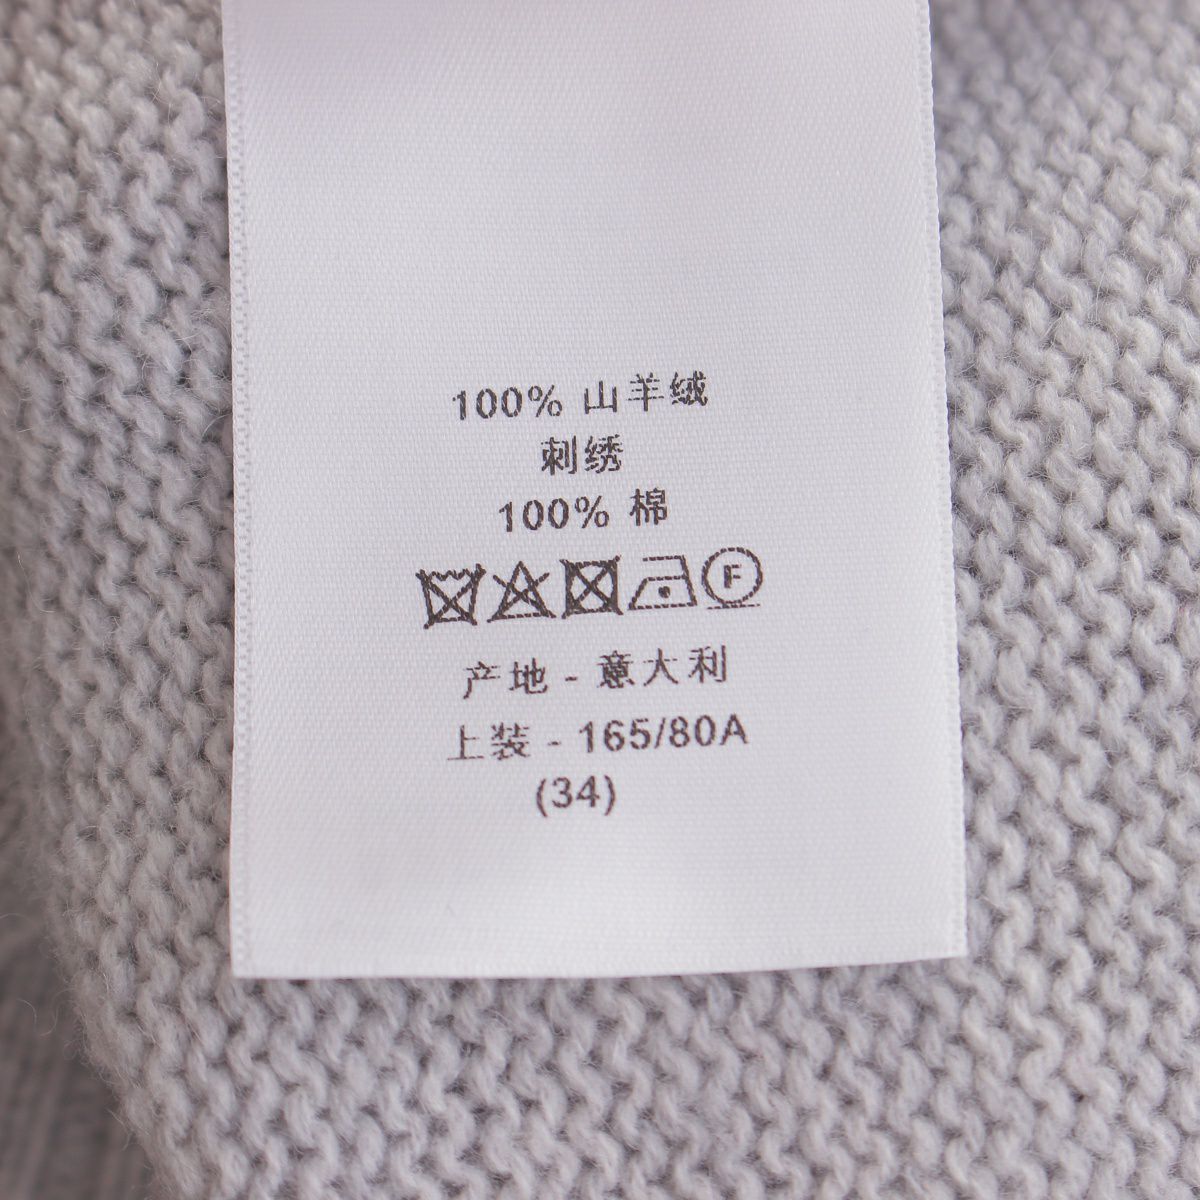 100% 山羊绒
刺绣
100% 棉
F
产地 - 意大利
上装 - 165/80A
(34)